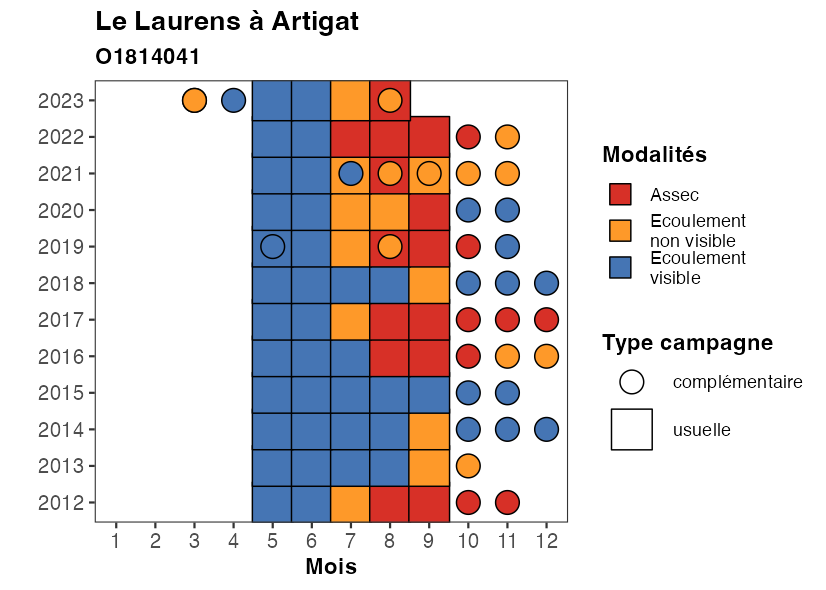 Le Laurens à Artigat
O1814041
2023
2022
2021
2020
2019
2018
2017
2016
2015
2014
2013
2012
1 2 3 4 5 6 7 8 9 10 11 12
Mois
Modalités
Assec
Ecoulement
non visible
Ecoulement
visible
Type campagne
complémentaire
usuelle